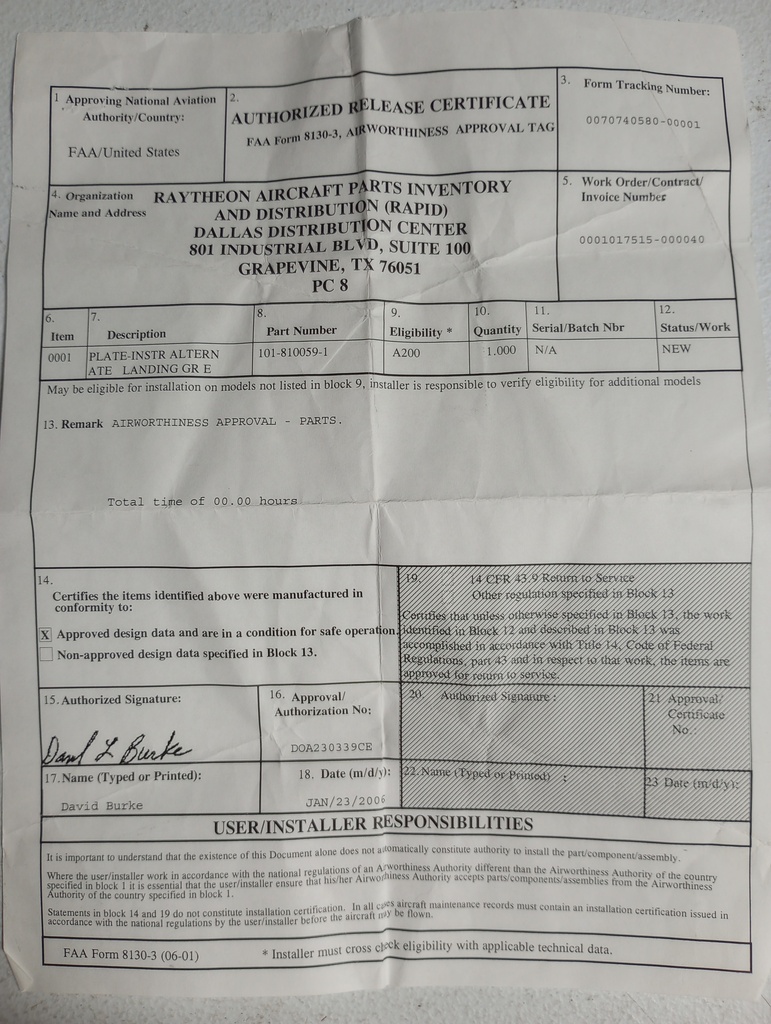 1 Approving National Aviation
Authority/Country:
FAA/United States
2.
AUTHORIZED RELEASE CERTIFICATE
FAA Form 8130-3, AIRWORTHINESS APPROVAL TAG
3. Form Tracking Number:
0070740580-00001
4. Organization
Name and Address
RAYTHEON AIRCRAFT PARTS INVENTORY
AND DISTRIBUTION (RAPID)
DALLAS DISTRIBUTION CENTER
801 INDUSTRIAL BLVD, SUITE 100
GRAPEVINE, TX 76051
PC 8
5. Work Order/Contract/
Invoice Number
0001017515-000040
6. Item 7. Description 8. Part Number 9. Eligibility * 10. Quantity 11. Serial/Batch Nbr 12. Status/Work
0001 PLATE-INSTR ALTERN 101-810059-1 A200 1.000 N/A NEW
ATE LANDING GR E
May be eligible for installation on models not listed in block 9, installer is responsible to verify eligibility for additional models
13. Remark AIRWORTHINESS APPROVAL - PARTS.
Total time of 00.00 hours
14.
Certifies the items identified above were manufactured in
conformity to:
X Approved design data and are in a condition for safe operation.
Non-approved design data specified in Block 13.
19. 14 CFR 43.9 Return to Service
Other regulation specified in Block 13
Certifies that unless otherwise specified in Block 13, the work
identified in Block 12 and described in Block 13 was
accomplished in accordance with Title 14, Code of Federal
Regulations, part 43 and in respect to that work, the items are
approved for return to service.
15. Authorized Signature:
David L Burke
16. Approval/
Authorization No:
DOA230339CE
20. Authorized Signature :
21 Approval/
Certificate
No.:
17. Name (Typed or Printed):
David Burke
18. Date (m/d/y):
JAN/23/2006
22. Name (Typed or Printed) :
23 Date (m/d/y):
USER/INSTALLER RESPONSIBILITIES
It is important to understand that the existence of this Document alone does not automatically constitute authority to install the part/component/assembly.
Where the user/installer work in accordance with the national regulations of an Airworthiness Authority different than the Airworthiness Authority of the country
specified in block 1 it is essential that the user/installer ensure that his/her Airworthiness Authority accepts parts/components/assemblies from the Airworthiness
Authority of the country specified in block 1.
Statements in block 14 and 19 do not constitute installation certification. In all cases aircraft maintenance records must contain an installation certification issued in
accordance with the national regulations by the user/installer before the aircraft may be flown.
FAA Form 8130-3 (06-01)
* Installer must cross check eligibility with applicable technical data.